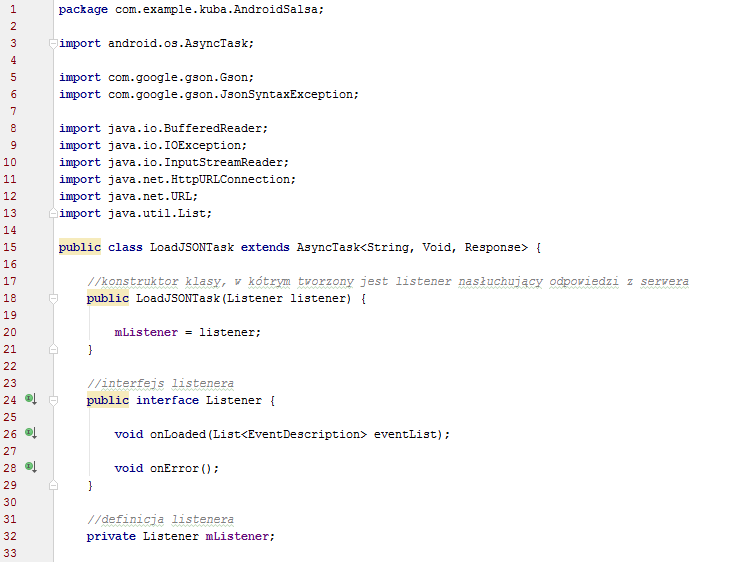 1 package com.example.kuba.AndroidSalsa;
2
3 import android.os.AsyncTask;
4
5 import com.google.gson.Gson;
6 import com.google.gson.JsonSyntaxException;
7
8 import java.io.BufferedReader;
9 import java.io.IOException;
10 import java.io.InputStreamReader;
11 import java.net.HttpURLConnection;
12 import java.net.URL;
13 import java.util.List;
14
15 public class LoadJSONTask extends AsyncTask<String, Void, Response> {
16
17 //konstruktor klasy, w kótrym tworzony jest listener nasłuchujący odpowiedzi z servera
18 public LoadJSONTask(Listener listener) {
19
20 mListener = listener;
21 }
22
23 //interfejs listenera
24 public interface Listener {
25
26 void onLoaded(List<EventDescription> eventList);
27
28 void onError();
29 }
30
31 //definicja listenera
32 private Listener mListener;
33